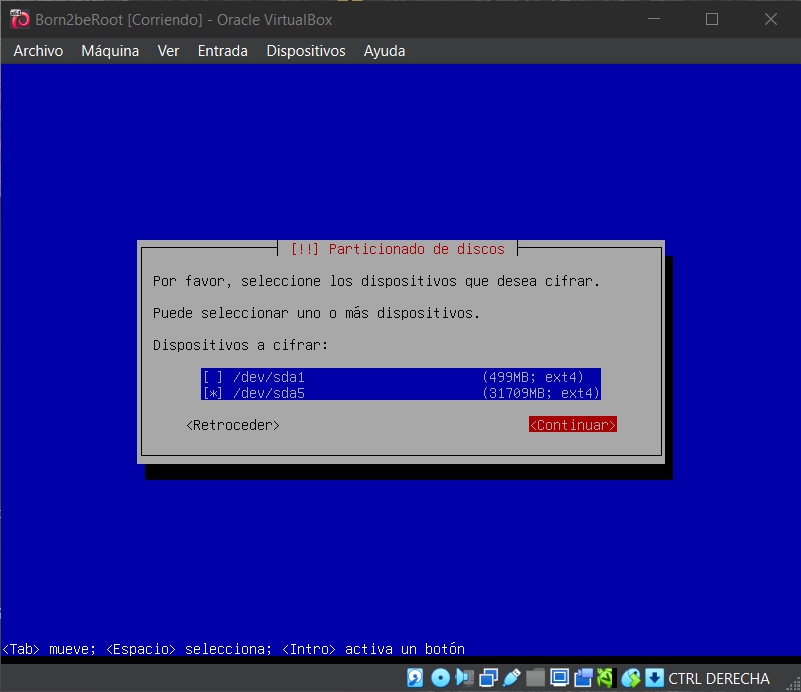 Born2beRoot [Corriendo] - Oracle VirtualBox
Archivo Máquina Ver Entrada Dispositivos Ayuda
[!!] Particionado de discos
Por favor, seleccione los dispositivos que desea cifrar.
Puede seleccionar uno o más dispositivos.
Dispositivos a cifrar:
[ ] /dev/sda1 (499MB; ext4)
[*] /dev/sda5 (31709MB; ext4)
<Retroceder> <Continuar>
<Tab> mueve; <Espacio> selecciona; <Intro> activa un botón
CTRL DERECHA